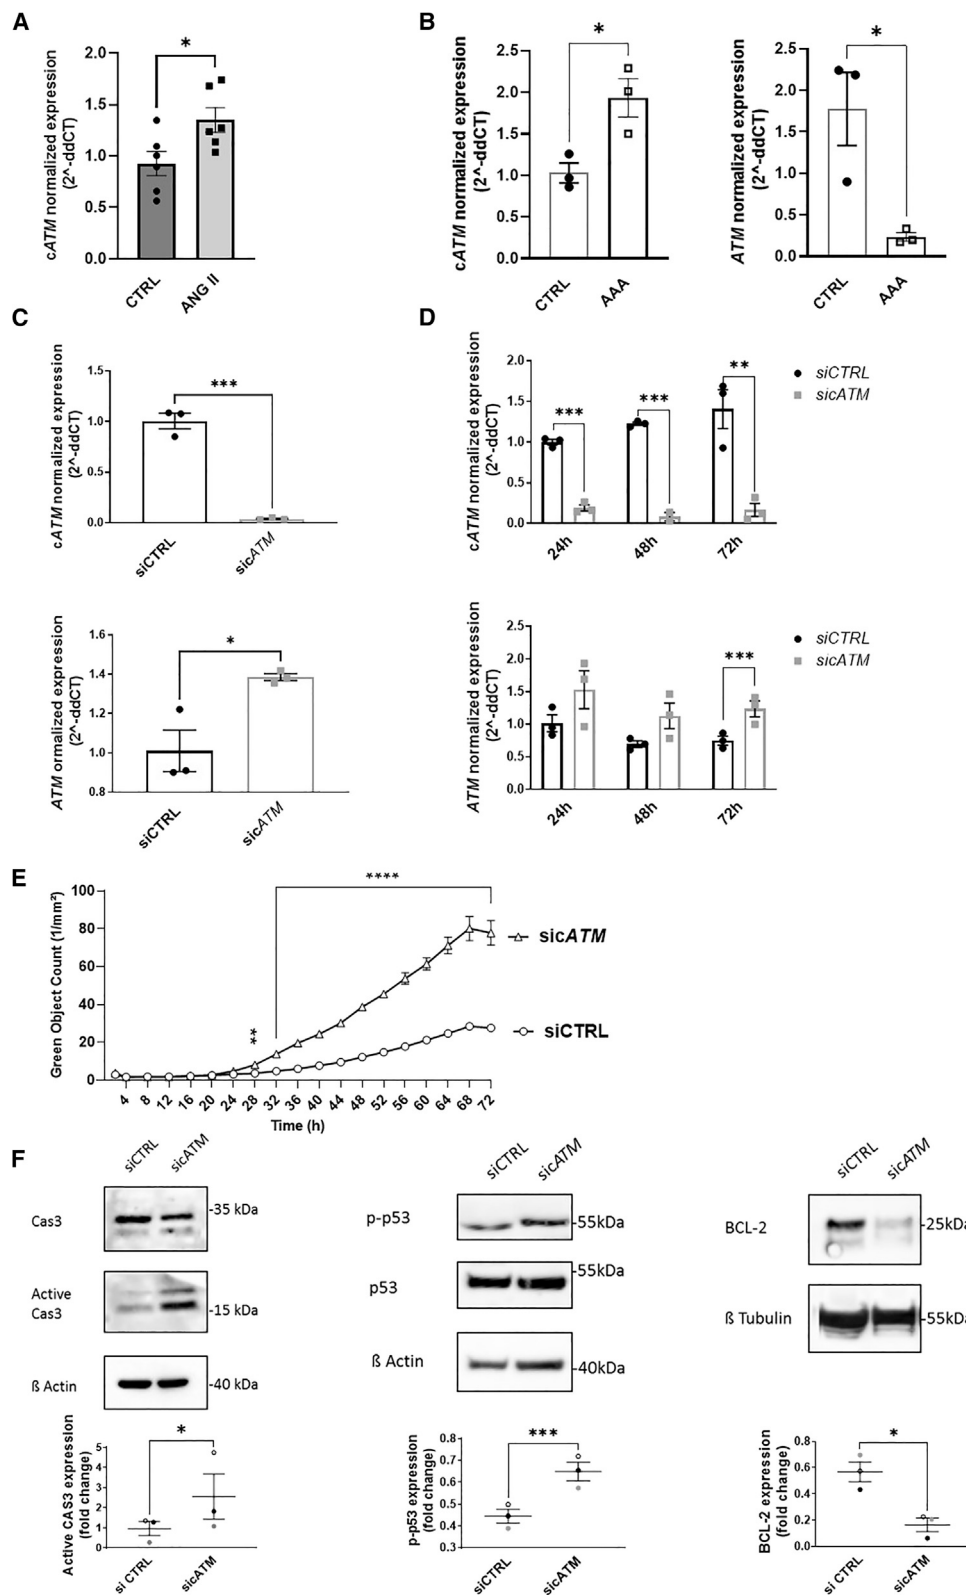 A
cATM normalized expression
(2^-ddCT)
2.0
1.5
1.0
0.5
0.0
*
CTRL
ANG II
B
cATM normalized expression
(2^-ddCT)
2.5
2.0
1.5
1.0
0.5
0.0
*
CTRL
AAA
ATM normalized expression
(2^-ddCT)
2.5
2.0
1.5
1.0
0.5
0.0
*
CTRL
AAA
C
cATM normalized expression
(2^-ddCT)
1.5
1.0
0.5
0.0
***
siCTRL
sicATM
ATM ormalized expression
(2^-ddCT)
1.6
1.4
1.2
1.0
0.8
*
siCTRL
sicATM
D
cATM normalized expression
(2^-ddCT)
2.0
1.5
1.0
0.5
0.0
***
***
**
24h
48h
72h
siCTRL
sicATM
ATM normalized expression
(2^-ddCT)
2.5
2.0
1.5
1.0
0.5
0.0
***
24h
48h
72h
siCTRL
sicATM
E
Green Object Count (1/mm²)
100
80
60
40
20
0
**
****
sicATM
siCTRL
4 8 12 16 20 24 28 32 36 40 44 48 52 56 60 64 68 72
Time (h)
F
siCTRL
sicATM
Cas3
-35 kDa
Active
Cas3
-15 kDa
ß Actin
-40 kDa
Active CAS3 expression
(fold change)
5
4
3
2
1
0
*
si CTRL
sicATM
siCTRL
sicATM
p-p53
-55kDa
p53
-55kDa
ß Actin
-40kDa
p-p53 expression
(fold change)
0.8
0.7
0.6
0.5
0.4
0.3
***
siCTRL
sicATM
siCTRL
sicATM
BCL-2
-25kDa
ß Tubulin
-55kDa
BCL-2 expression
(fold change)
0.8
0.6
0.4
0.2
0.0
*
si CTRL
sicATM